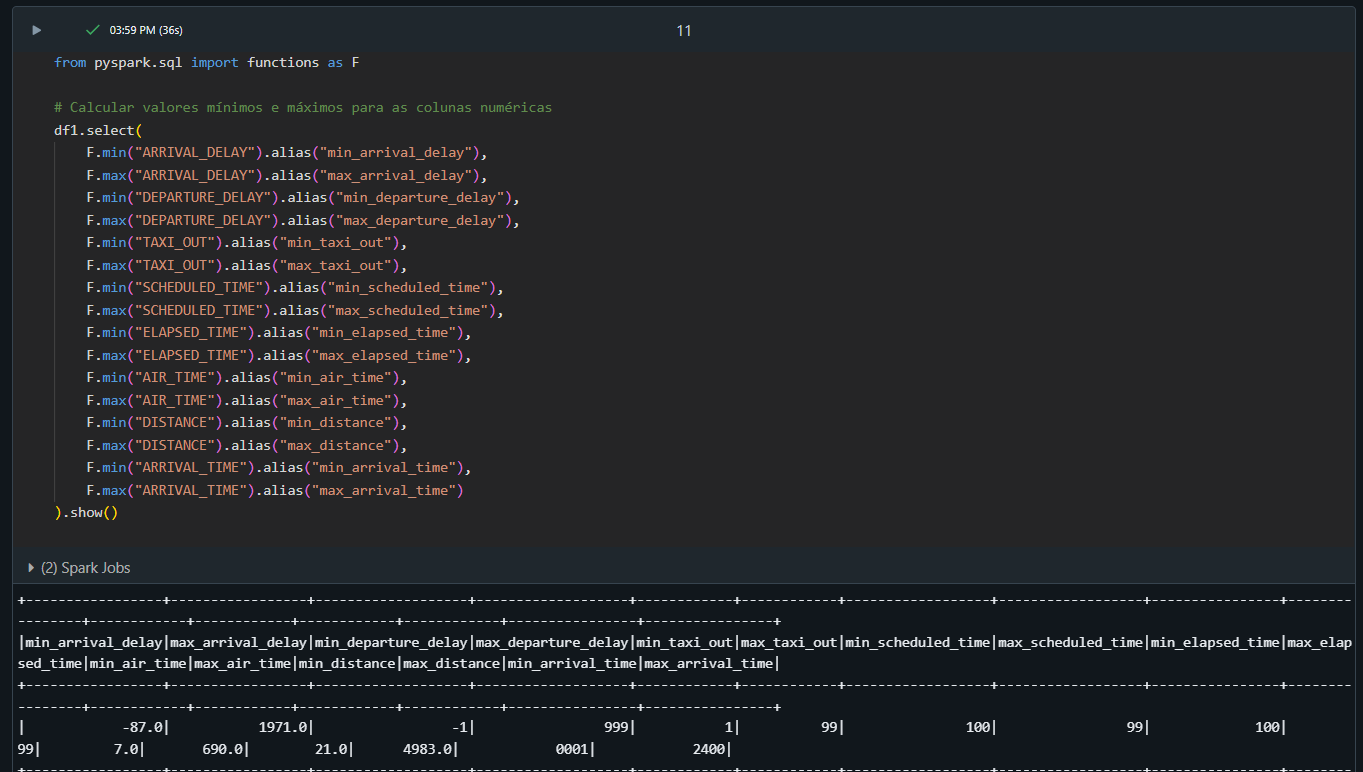 03:59 PM (36s)
11
from pyspark.sql import functions as F
# Calcular valores mínimos e máximos para as colunas numéricas
df1.select(
    F.min("ARRIVAL_DELAY").alias("min_arrival_delay"),
    F.max("ARRIVAL_DELAY").alias("max_arrival_delay"),
    F.min("DEPARTURE_DELAY").alias("min_departure_delay"),
    F.max("DEPARTURE_DELAY").alias("max_departure_delay"),
    F.min("TAXI_OUT").alias("min_taxi_out"),
    F.max("TAXI_OUT").alias("max_taxi_out"),
    F.min("SCHEDULED_TIME").alias("min_scheduled_time"),
    F.max("SCHEDULED_TIME").alias("max_scheduled_time"),
    F.min("ELAPSED_TIME").alias("min_elapsed_time"),
    F.max("ELAPSED_TIME").alias("max_elapsed_time"),
    F.min("AIR_TIME").alias("min_air_time"),
    F.max("AIR_TIME").alias("max_air_time"),
    F.min("DISTANCE").alias("min_distance"),
    F.max("DISTANCE").alias("max_distance"),
    F.min("ARRIVAL_TIME").alias("min_arrival_time"),
    F.max("ARRIVAL_TIME").alias("max_arrival_time")
).show()
(2) Spark Jobs
+-----------------+-----------------+-------------------+-------------------+------------+------------+------------------+------------------+----------------+--------
--------+------------+------------+------------+------------+----------------+----------------+
|min_arrival_delay|max_arrival_delay|min_departure_delay|max_departure_delay|min_taxi_out|max_taxi_out|min_scheduled_time|max_scheduled_time|min_elapsed_time|max_elap
sed_time|min_air_time|max_air_time|min_distance|max_distance|min_arrival_time|max_arrival_time|
+-----------------+-----------------+-------------------+-------------------+------------+------------+------------------+------------------+----------------+--------
--------+------------+------------+------------+------------+----------------+----------------+
|            -87.0|           1971.0|                 -1|                999|           1|          99|               100|                99|             100|
99|         7.0|       690.0|        21.0|      4983.0|            0001|            2400|
+-----------------+-----------------+-------------------+-------------------+------------+------------+------------------+------------------+----------------+--------